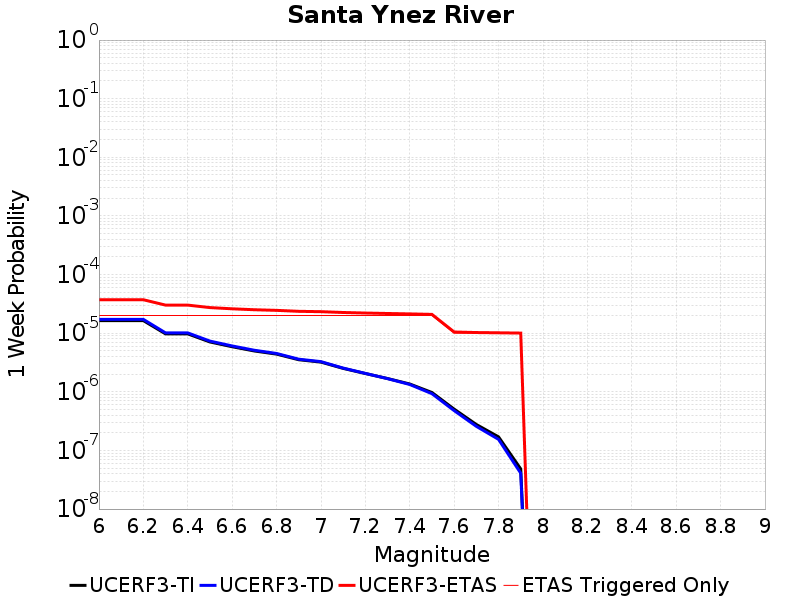 Santa Ynez River
1 Week Probability
10^0
10^-1
10^-2
10^-3
10^-4
10^-5
10^-6
10^-7
10^-8
6 6.2 6.4 6.6 6.8 7 7.2 7.4 7.6 7.8 8 8.2 8.4 8.6 8.8 9
Magnitude
UCERF3-TI UCERF3-TD UCERF3-ETAS ETAS Triggered Only